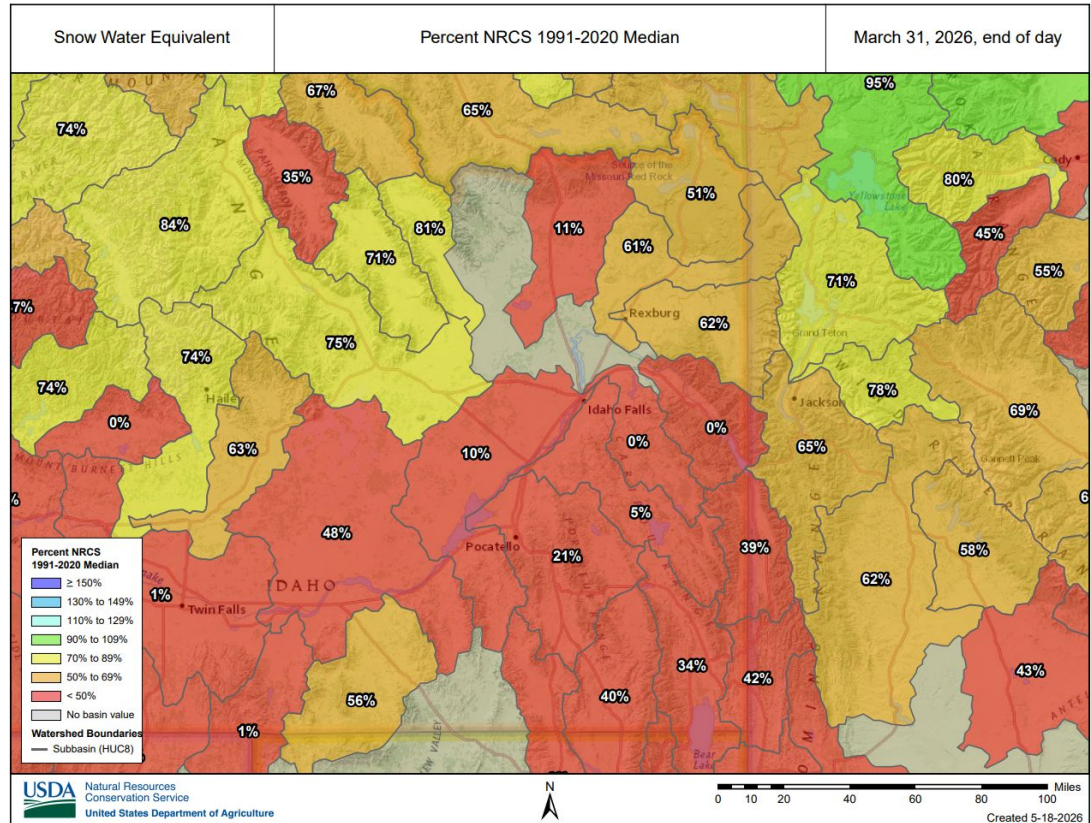 Snow Water Equivalent
Percent NRCS 1991-2020 Median
March 31, 2026, end of day
67%
65%
95%
74%
80%
Cody
35%
Source of the
Missouri-Red Rock
51%
Yellowstone
Lake
84%
81%
11%
45%
71%
61%
55%
71%
Rexburg
62%
Grand Teton
75%
74%
74%
Hailey
78%
Jackson
69%
Idaho Falls
0%
0%
0%
MOUNT BENNETT HILLS
63%
10%
65%
Gannett Peak
5%
48%
Pocatello
21%
39%
58%
62%
IDAHO
1%
Twin Falls
34%
43%
56%
40%
42%
1%
Bear
Lake
Percent NRCS
1991-2020 Median
≥ 150%
130% to 149%
110% to 129%
90% to 109%
70% to 89%
50% to 69%
< 50%
No basin value
Watershed Boundaries
Subbasin (HUC8)
USDA
Natural Resources
Conservation Service
United States Department of Agriculture
N
Miles
0 10 20 40 60 80 100
Created 5-18-2026